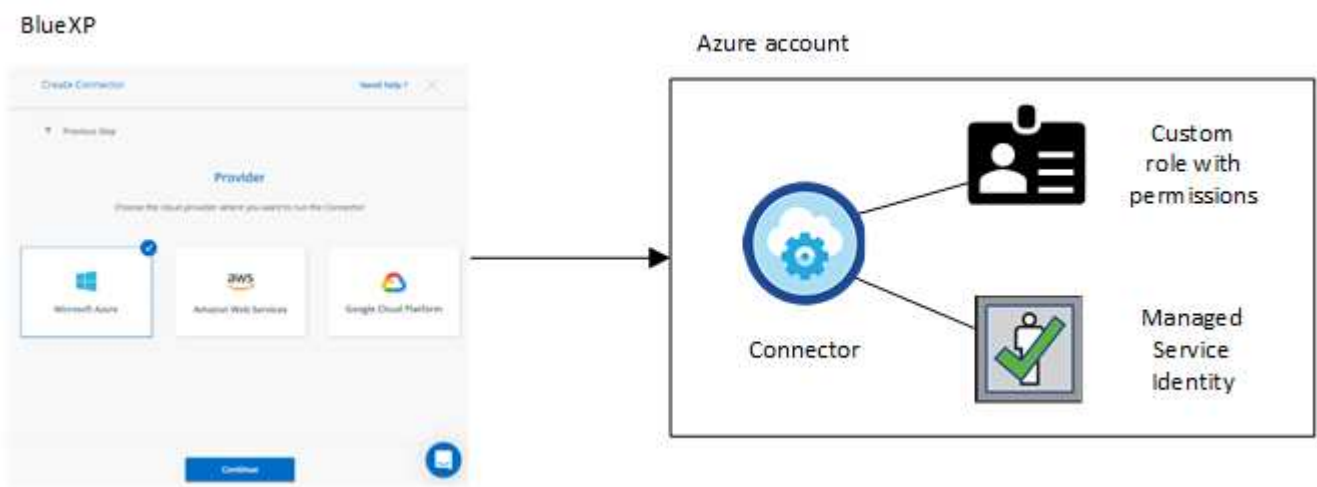 BlueXP
Azure account
Create Connector
Need help?
Previous Step
Provider
Choose the cloud provider where you want to run the Connector
Microsoft Azure
aws
Amazon Web Services
Google Cloud Platform
Continue
Custom
role with
permissions
Connector
Managed
Service
Identity